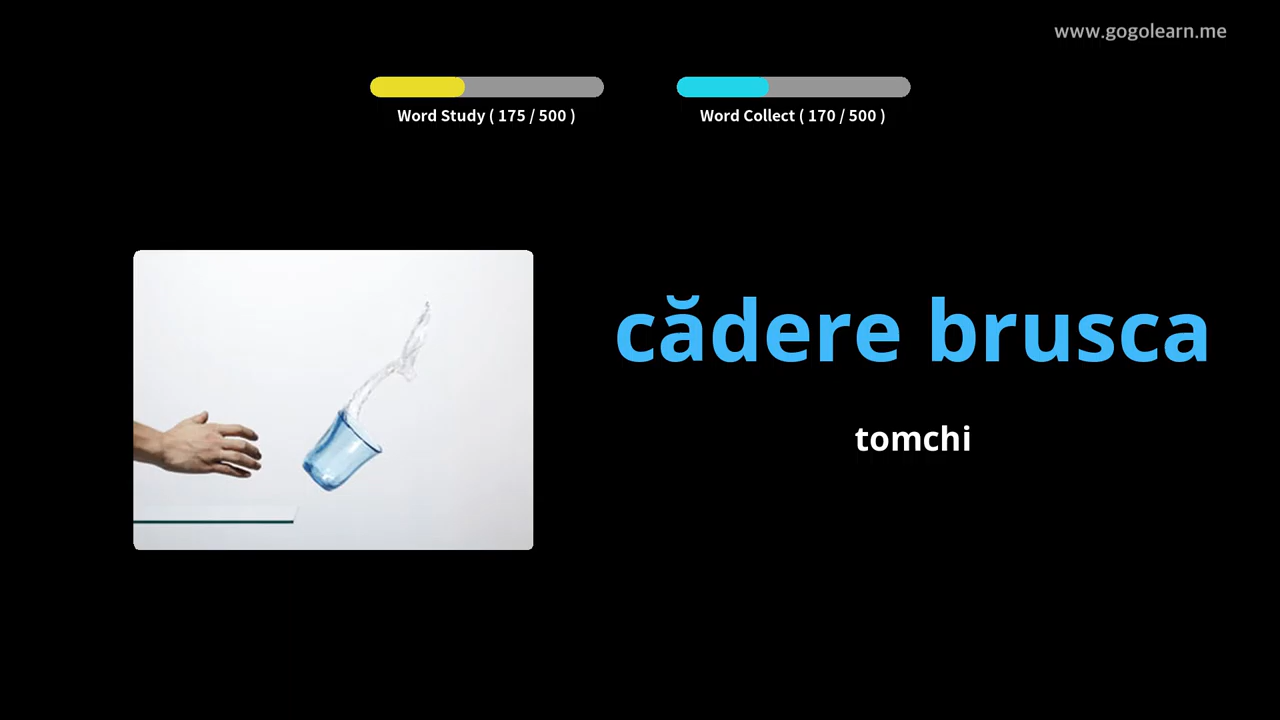 www.gogolearn.me
Word Study ( 175 / 500 )
Word Collect ( 170 / 500 )
cădere brusca
tomchi